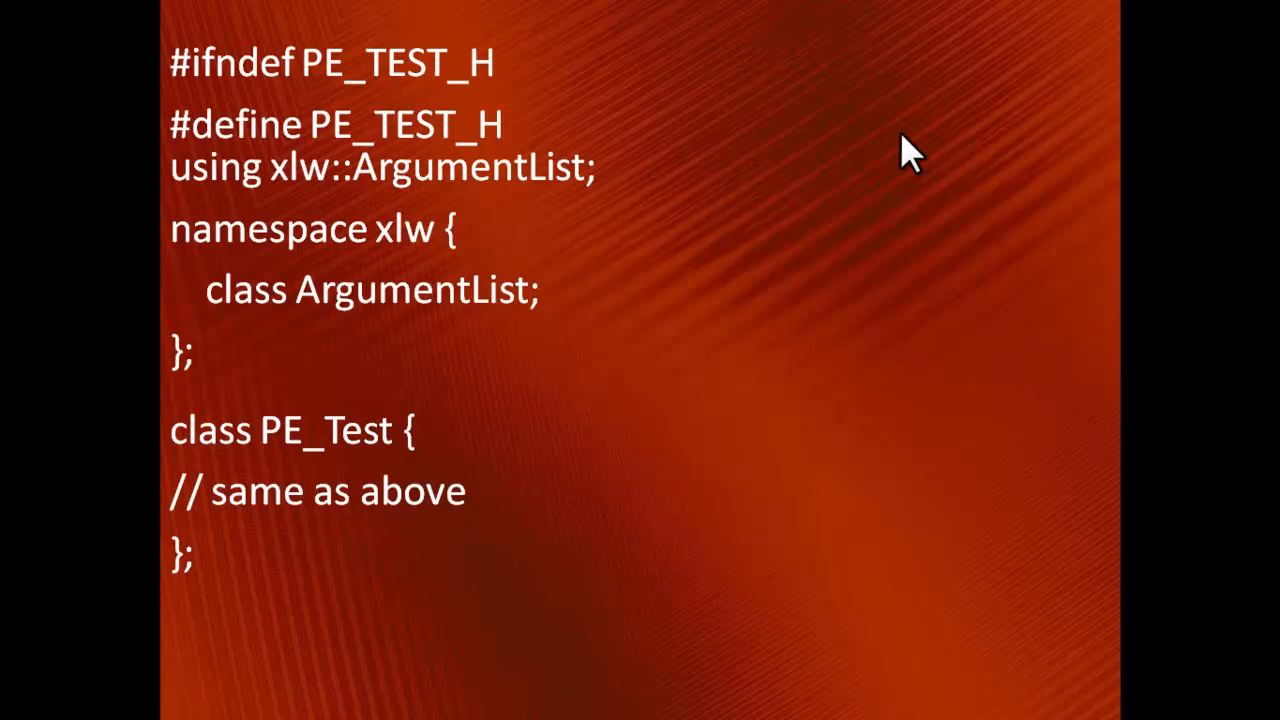 #ifndef PE_TEST_H
#define PE_TEST_H
using xlw::ArgumentList;
namespace xlw {
class ArgumentList;
};
class PE_Test {
// same as above
};